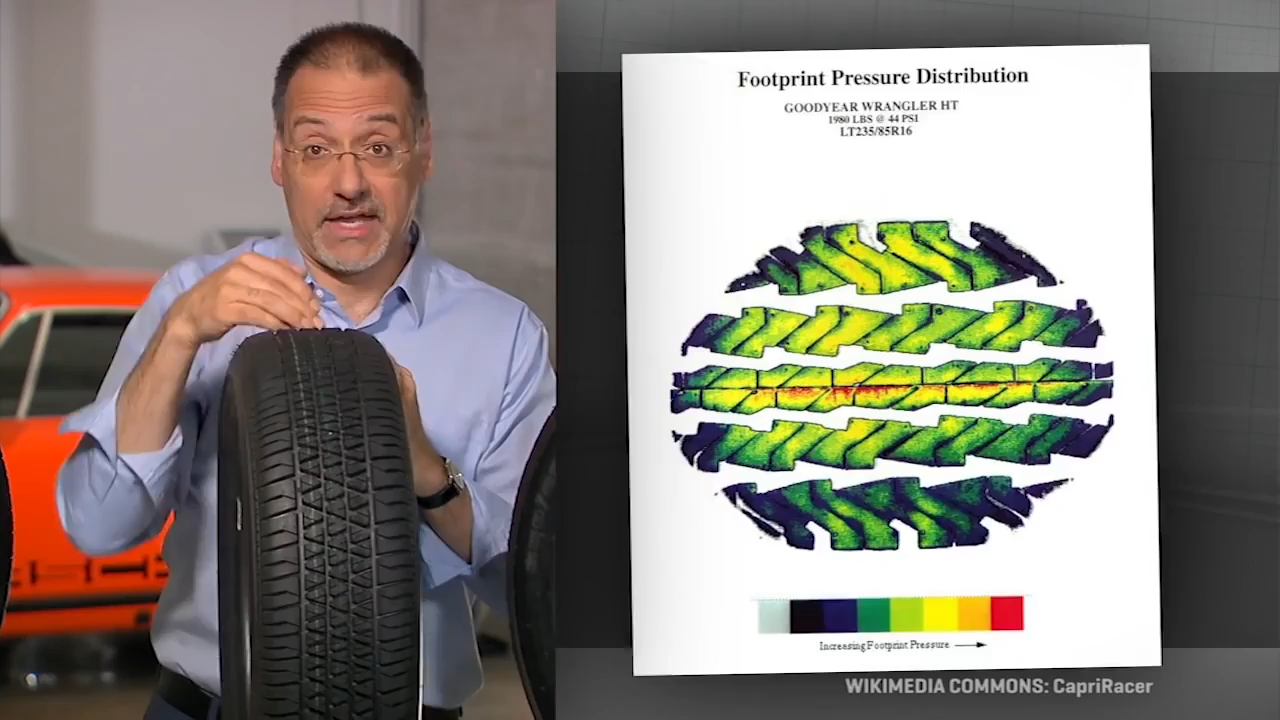 Footprint Pressure Distribution
GOODYEAR WRANGLER HT
1980 LBS @ 44 PSI
LT235/85R16
Increasing Footprint Pressure
WIKIMEDIA COMMONS: CapriRacer